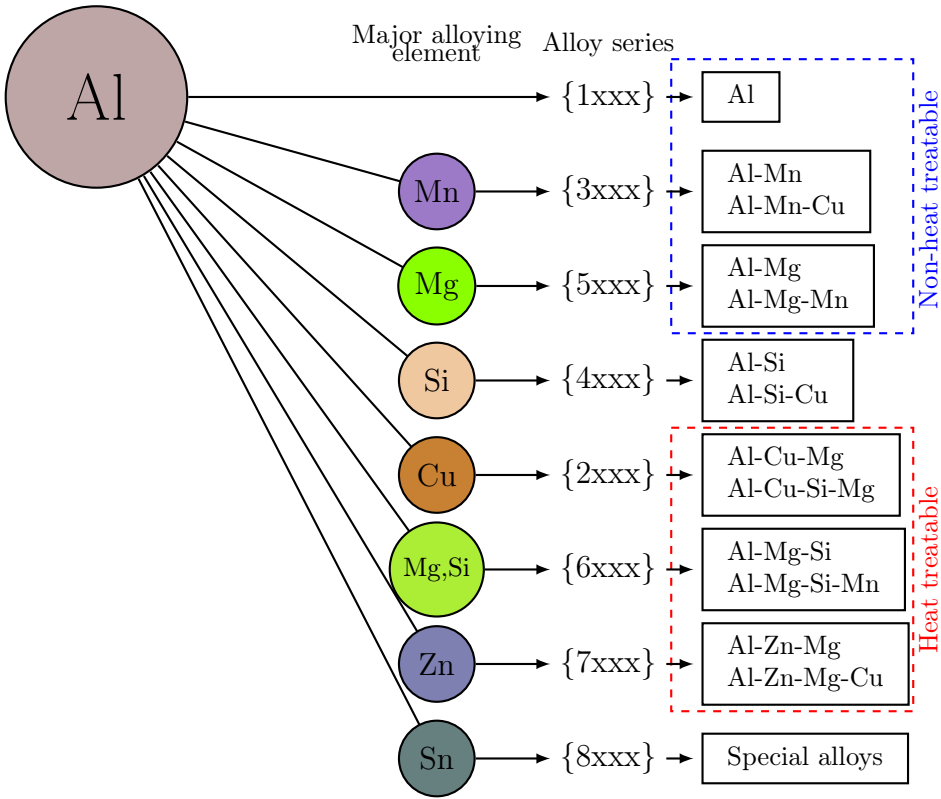 Al
Major alloying
element
Alloy series
{1xxx}
Al
Mn
{3xxx}
Al-Mn
Al-Mn-Cu
Mg
{5xxx}
Al-Mg
Al-Mg-Mn
Non-heat treatable
Si
{4xxx}
Al-Si
Al-Si-Cu
Cu
{2xxx}
Al-Cu-Mg
Al-Cu-Si-Mg
Mg,Si
{6xxx}
Al-Mg-Si
Al-Mg-Si-Mn
Zn
{7xxx}
Al-Zn-Mg
Al-Zn-Mg-Cu
Heat treatable
Sn
{8xxx}
Special alloys